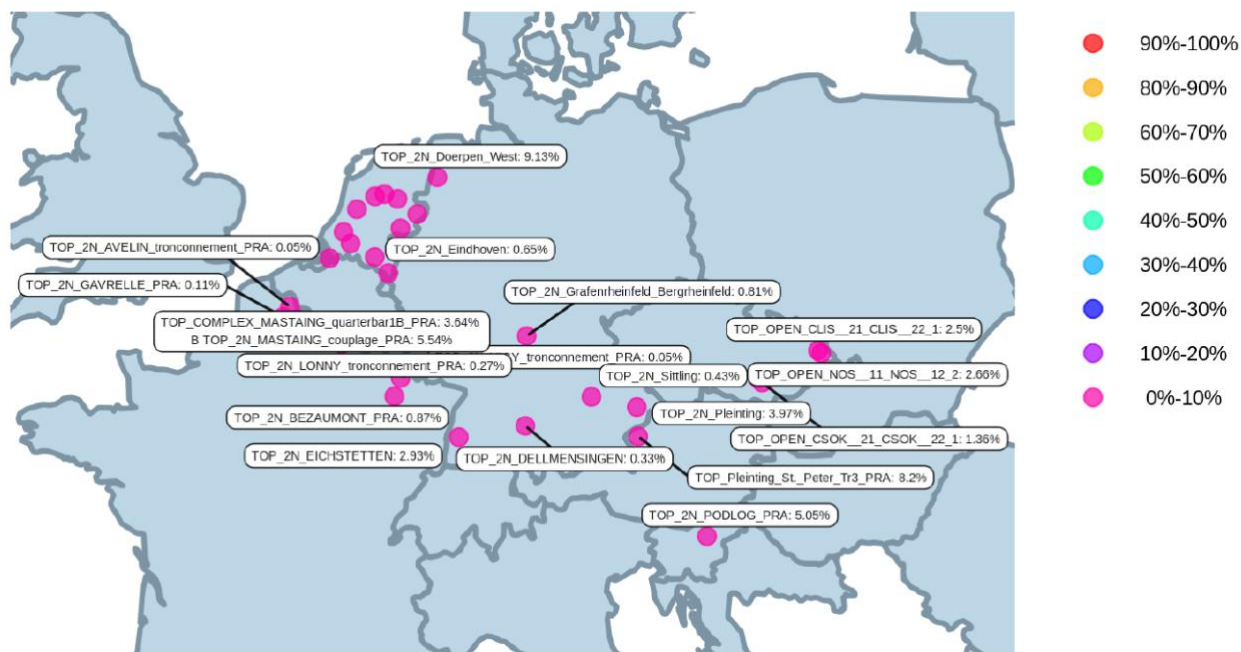 90%-100%
80%-90%
60%-70%
50%-60%
40%-50%
30%-40%
20%-30%
10%-20%
0%-10%
TOP_2N_Doerpen_West: 9.13%
TOP_2N_AVELIN_tronconnement_PRA: 0.05%
TOP_2N_Eindhoven: 0.65%
TOP_2N_GAVRELLE_PRA: 0.11%
TOP_2N_Grafenrheinfeld_Bergrheinfeld: 0.81%
TOP_COMPLEX_MASTAING_quarterbar1B_PRA: 3.64%
B TOP_2N_MASTAING_couplage_PRA: 5.54%
TOP_OPEN_CLIS__21_CLIS__22_1: 2.5%
_tronconnement_PRA: 0.05%
TOP_2N_LONNY_tronconnement_PRA: 0.27%
TOP_2N_Sittling: 0.43%
TOP_OPEN_NOS__11_NOS__12_2: 2.66%
TOP_2N_BEZAUMONT_PRA: 0.87%
TOP_2N_Pleinting: 3.97%
TOP_OPEN_CSOK__21_CSOK__22_1: 1.36%
TOP_2N_EICHSTETTEN: 2.93%
TOP_2N_DELLMENSINGEN: 0.33%
TOP_Pleinting_St._Peter_Tr3_PRA: 8.2%
TOP_2N_PODLOG_PRA: 5.05%